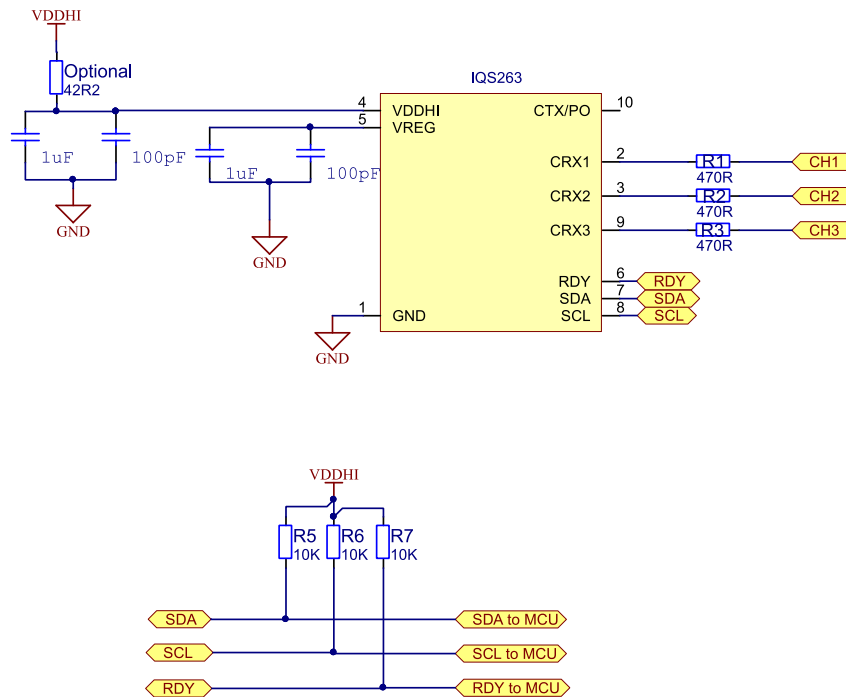 VDDHI
Optional
42R2
1uF
100pF
GND
1uF
100pF
GND
IQS263
4
VDDHI
5
VREG
1
GND
GND
CTX/PO
10
CRX1
2
R1
470R
CH1
CRX2
3
R2
470R
CH2
CRX3
9
R3
470R
CH3
RDY
6
RDY
SDA
7
SDA
SCL
8
SCL
VDDHI
R5
10K
R6
10K
R7
10K
SDA
SDA to MCU
SCL
SCL to MCU
RDY
RDY to MCU